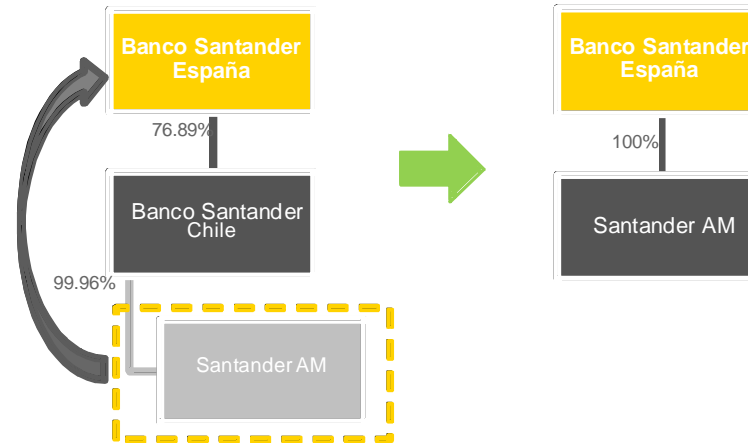 Banco Santander
España
76.89%
Banco Santander
Chile
99.96%
Santander AM
Banco Santander
España
100%
Santander AM